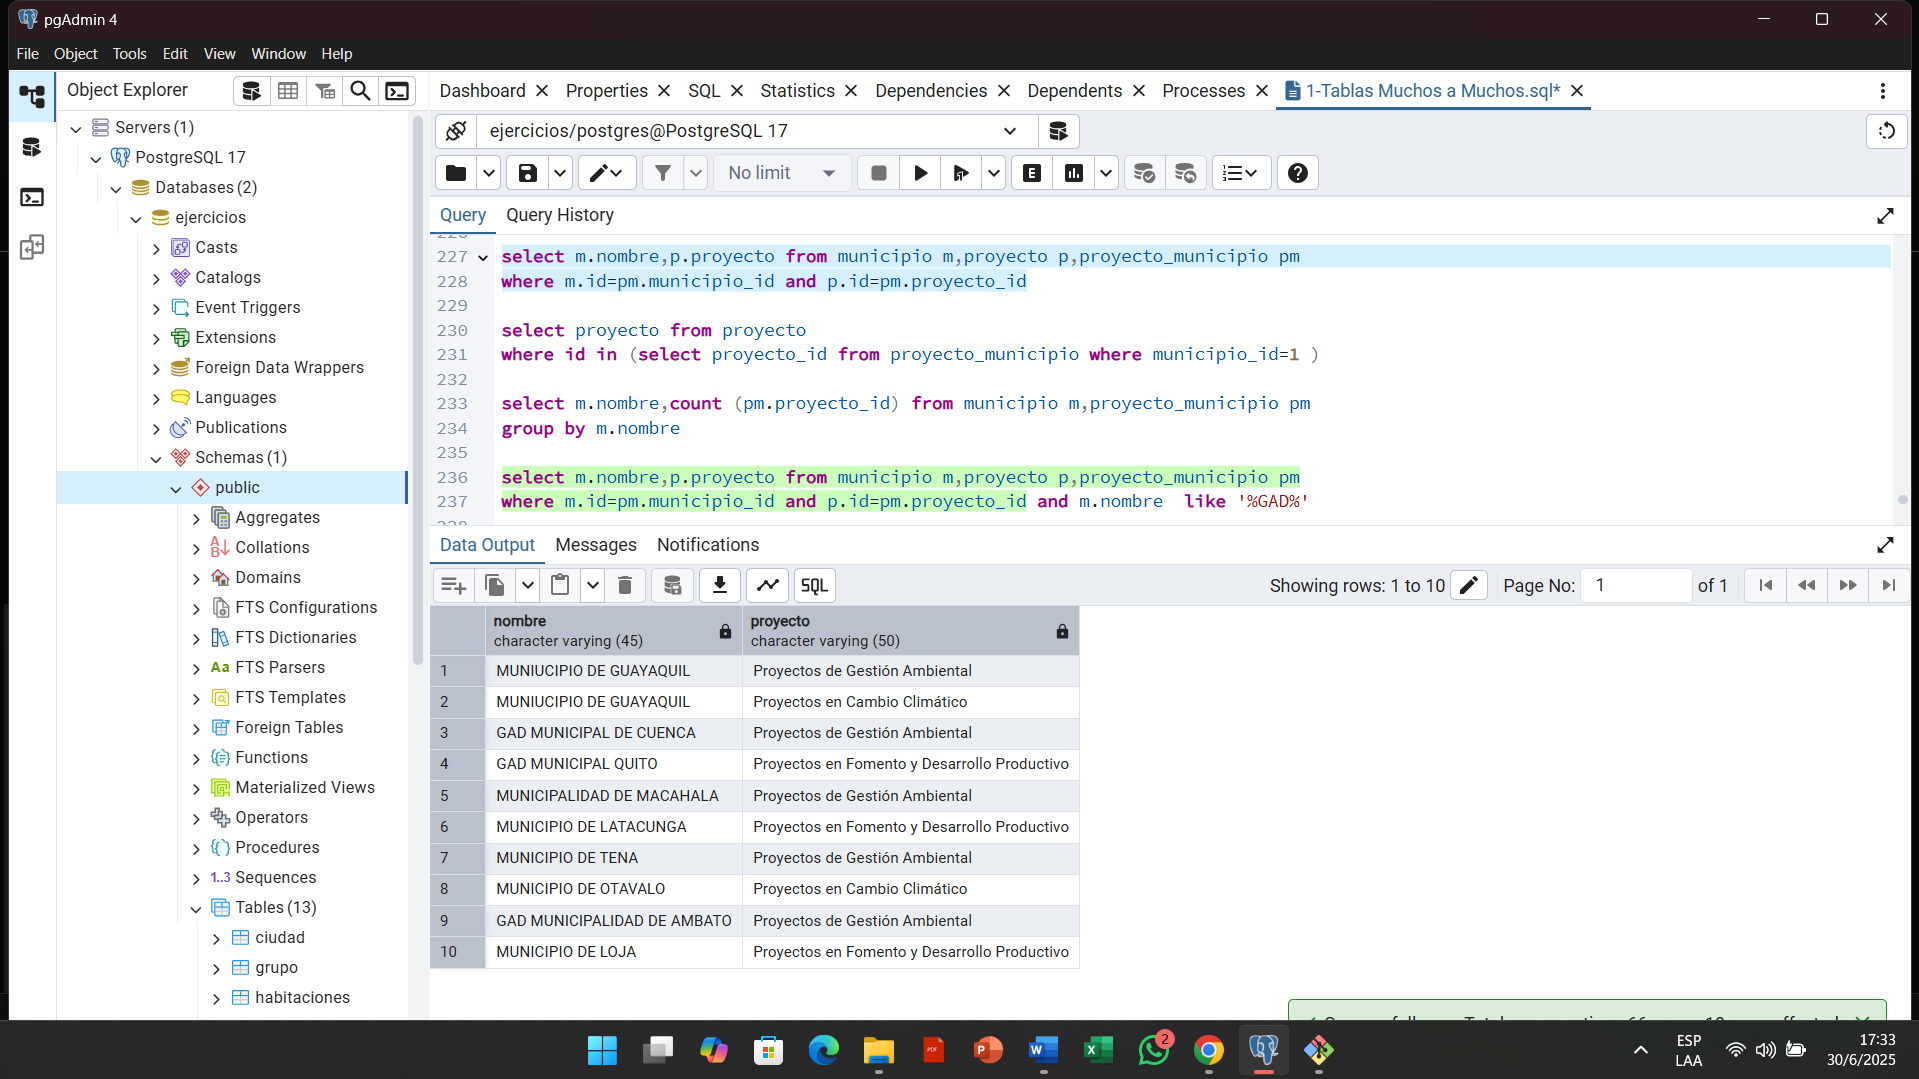 pgAdmin 4
File Object Tools Edit View Window Help
Object Explorer
Dashboard Properties SQL Statistics Dependencies Dependents Processes 1-Tablas Muchos a Muchos.sql*
Servers (1)
PostgreSQL 17
Databases (2)
ejercicios
Casts
Catalogs
Event Triggers
Extensions
Foreign Data Wrappers
Languages
Publications
Schemas (1)
public
Aggregates
Collations
Domains
FTS Configurations
FTS Dictionaries
Aa FTS Parsers
FTS Templates
Foreign Tables
Functions
Materialized Views
Operators
Procedures
1..3 Sequences
Tables (13)
ciudad
grupo
habitaciones
ejercicios/postgres@PostgreSQL 17
No limit
E
Query Query History
227 select m.nombre,p.proyecto from municipio m,proyecto p,proyecto_municipio pm
228 where m.id=pm.municipio_id and p.id=pm.proyecto_id
229
230 select proyecto from proyecto
231 where id in (select proyecto_id from proyecto_municipio where municipio_id=1 )
232
233 select m.nombre,count (pm.proyecto_id) from municipio m,proyecto_municipio pm
234 group by m.nombre
235
236 select m.nombre,p.proyecto from municipio m,proyecto p,proyecto_municipio pm
237 where m.id=pm.municipio_id and p.id=pm.proyecto_id and m.nombre  like '%GAD%'
Data Output Messages Notifications
SQL
Showing rows: 1 to 10 Page No: 1 of 1
nombre proyecto
character varying (45) character varying (50)
1 MUNIUCIPIO DE GUAYAQUIL Proyectos de Gestión Ambiental
2 MUNIUCIPIO DE GUAYAQUIL Proyectos en Cambio Climático
3 GAD MUNICIPAL DE CUENCA Proyectos de Gestión Ambiental
4 GAD MUNICIPAL QUITO Proyectos en Fomento y Desarrollo Productivo
5 MUNICIPALIDAD DE MACAHALA Proyectos de Gestión Ambiental
6 MUNICIPIO DE LATACUNGA Proyectos en Fomento y Desarrollo Productivo
7 MUNICIPIO DE TENA Proyectos de Gestión Ambiental
8 MUNICIPIO DE OTAVALO Proyectos en Cambio Climático
9 GAD MUNICIPALIDAD DE AMBATO Proyectos de Gestión Ambiental
10 MUNICIPIO DE LOJA Proyectos en Fomento y Desarrollo Productivo
2
ESP
LAA
17:33
30/6/2025